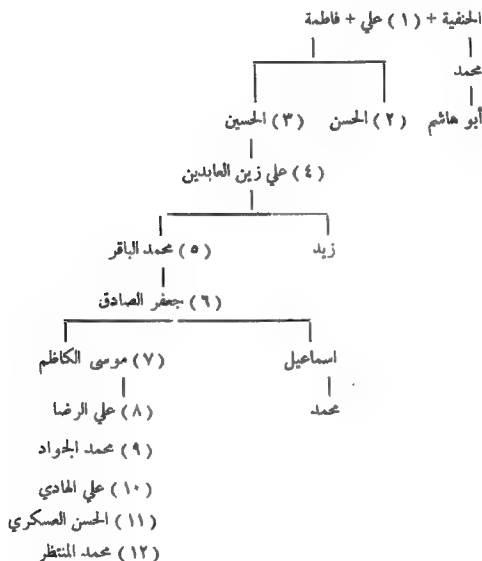 الحنفية + (١) علي + فاطمة
محمد
أبو هاشم (٢) الحسن (٣) الحسين
(٤) علي زين العابدين
زيد (٥) محمد الباقر
(٦) جعفر الصادق
اسماعيل (٧) موسى الكاظم
محمد (٨) علي الرضا
(٩) محمد الجواد
(١٠) علي الهادي
(١١) الحسن العسكري
(١٢) محمد المنتظر